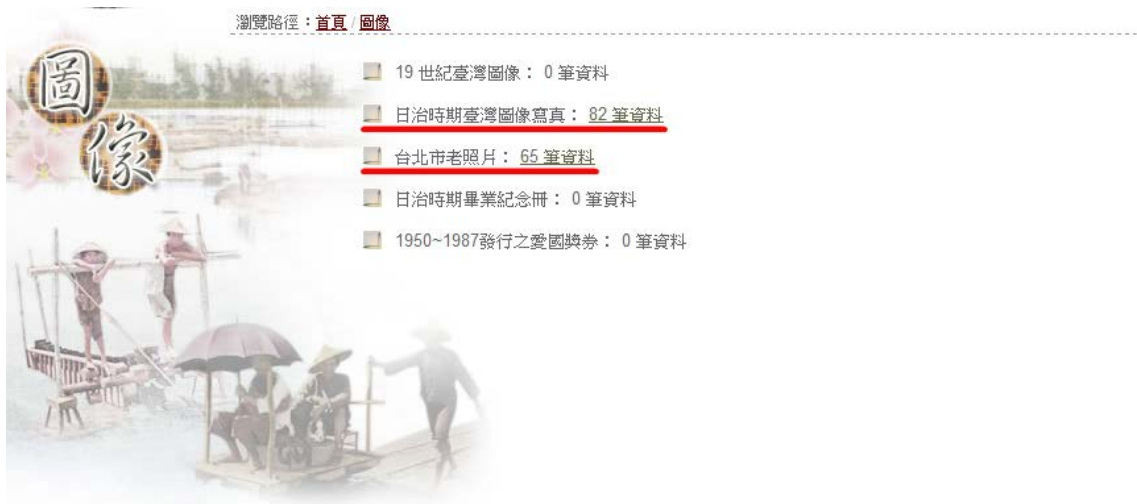 瀏覽路徑：首頁 / 圖像
圖像
19 世紀臺灣圖像： 0 筆資料
日治時期臺灣圖像寫真： 82 筆資料
台北市老照片： 65 筆資料
日治時期畢業紀念冊： 0 筆資料
1950~1987發行之愛國獎券： 0 筆資料